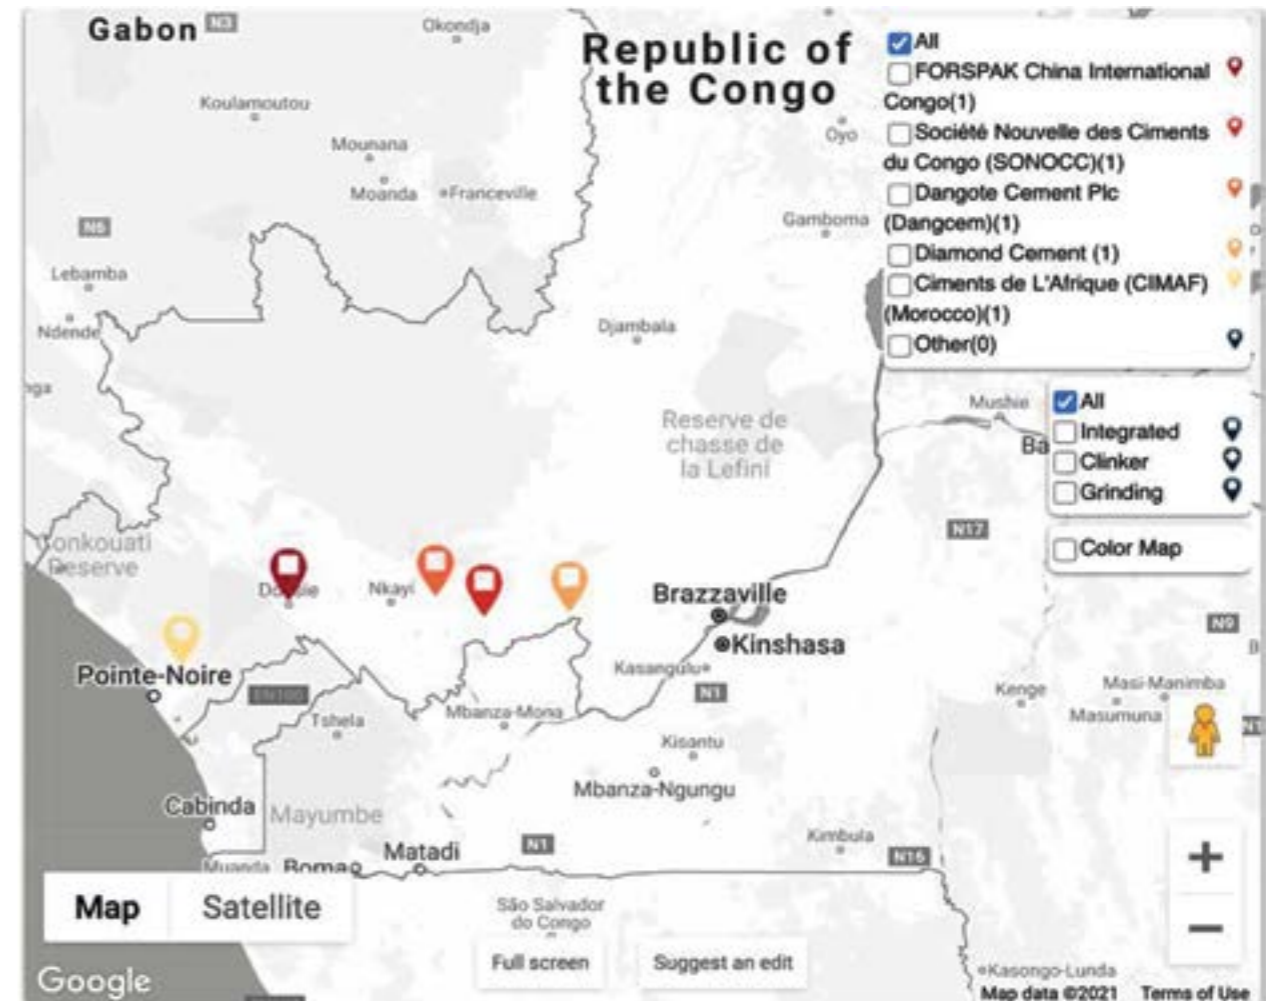 Gabon
N3
Okondja
Republic of
the Congo
Koulamoutou
Mounana
Moanda
Franceville
Oyo
Gamboma
N6
Lebamba
Ndende
Djambala
Reserve de
chasse de
la Lefini
Mushie
All
FORSPAK China International
Congo(1)
Société Nouvelle des Ciments
du Congo (SONOCC)(1)
Dangote Cement Plc
(Dangcem)(1)
Diamond Cement (1)
Ciments de L'Afrique (CIMAF)
(Morocco)(1)
Other(0)
All
Integrated
Clinker
Grinding
Color Map
Ba
N17
Reserve
Nkayi
Brazzaville
Kinshasa
Pointe-Noire
Kasangulu
N1
N9
Tshela
Mbanza-Mona
Kisantu
Mbanza-Ngungu
Kenge
Masi-Manimba
Masumuna
Cabinda
Mayumbe
Muanda
Boma
Matadi
N1
Kimbula
N16
Map
Satellite
São Salvador
do Congo
Full screen
Suggest an edit
Kasongo-Lunda
Google
Map data ©2021
Terms of Use